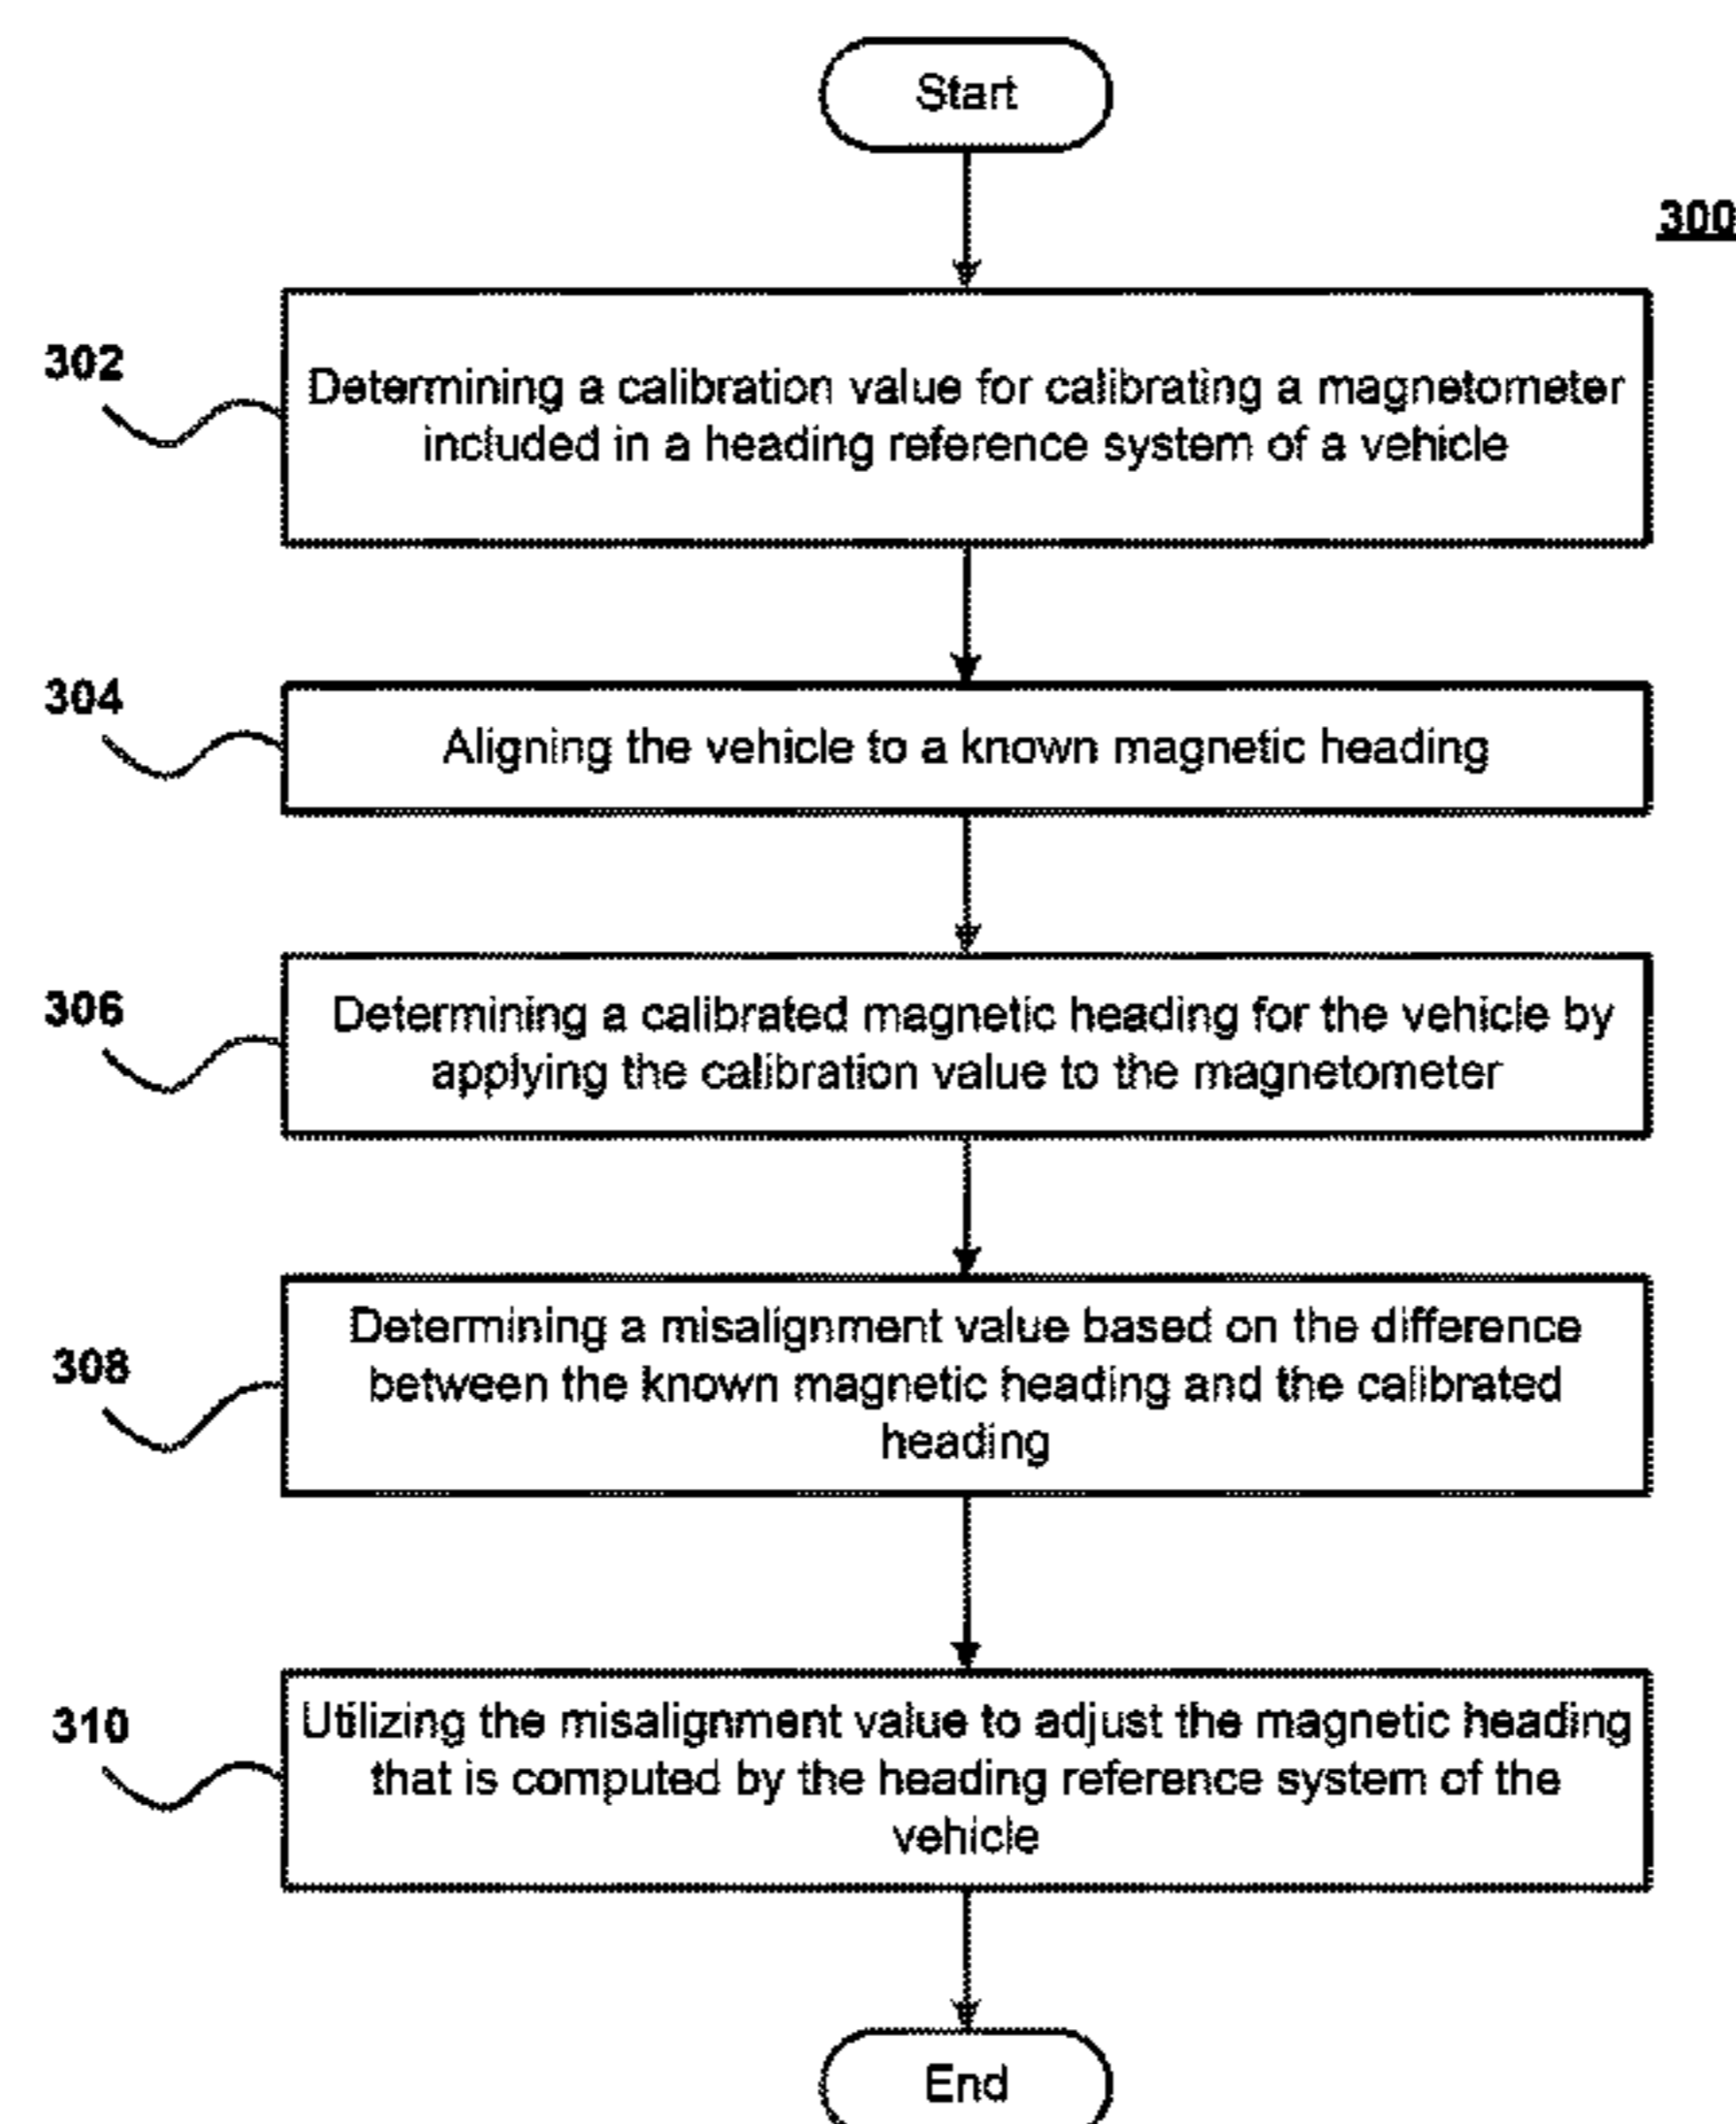 Start
300
302
Determining a calibration value for calibrating a magnetometer
included in a heading reference system of a vehicle
304
Aligning the vehicle to a known magnetic heading
306
Determining a calibrated magnetic heading for the vehicle by
applying the calibration value to the magnetometer
308
Determining a misalignment value based on the difference
between the known magnetic heading and the calibrated
heading
310
Utilizing the misalignment value to adjust the magnetic heading
that is computed by the heading reference system of the
vehicle
End